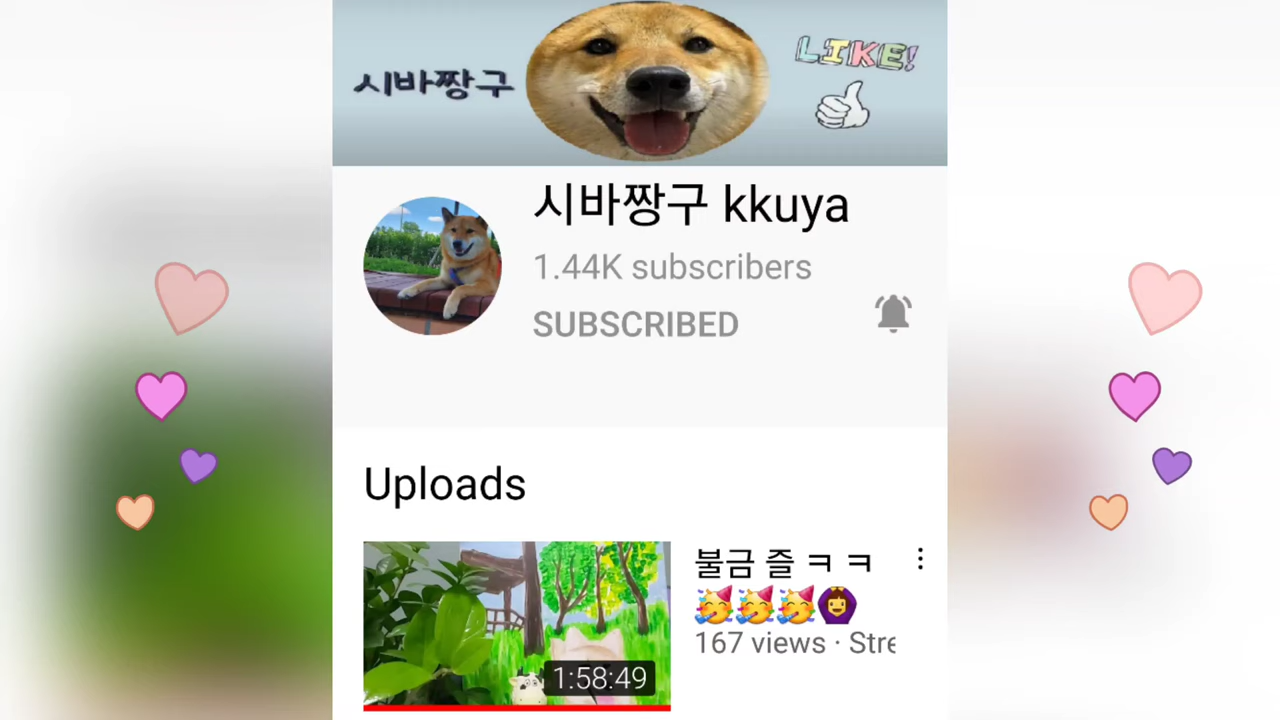 시바짱구
LIKE!
시바짱구 kkuya
1.44K subscribers
SUBSCRIBED
Uploads
불금 즐 ㅋ ㅋ
🥳🥳🥳🙆‍♀️
167 views · Stre
1:58:49